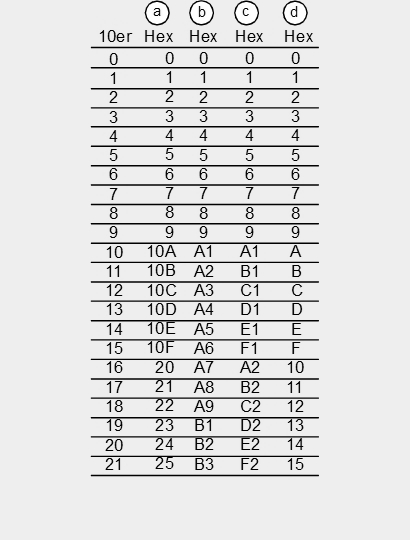 a b c d
10er Hex Hex Hex Hex
0 0 0 0 0
1 1 1 1 1
2 2 2 2 2
3 3 3 3 3
4 4 4 4 4
5 5 5 5 5
6 6 6 6 6
7 7 7 7 7
8 8 8 8 8
9 9 9 9 9
10 10A A1 A1 A
11 10B A2 B1 B
12 10C A3 C1 C
13 10D A4 D1 D
14 10E A5 E1 E
15 10F A6 F1 F
16 20 A7 A2 10
17 21 A8 B2 11
18 22 A9 C2 12
19 23 B1 D2 13
20 24 B2 E2 14
21 25 B3 F2 15